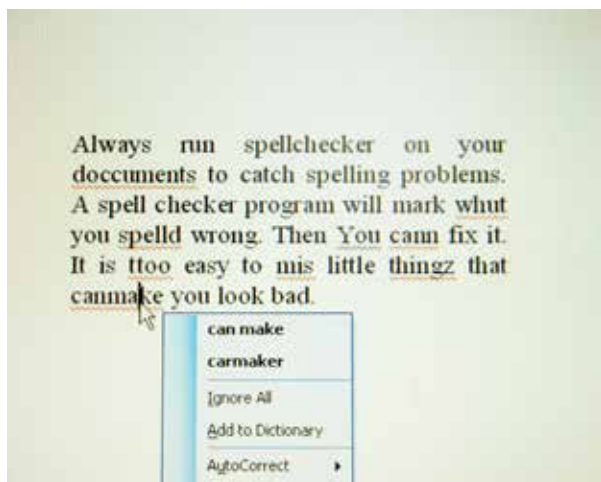 Always run spellchecker on your
doccuments to catch spelling problems.
A spell checker program will mark whut
you spelld wrong. Then You cann fix it.
It is ttoo easy to mis little thingz that
canmake you look bad.
can make
carmaker
Ignore All
Add to Dictionary
AutoCorrect